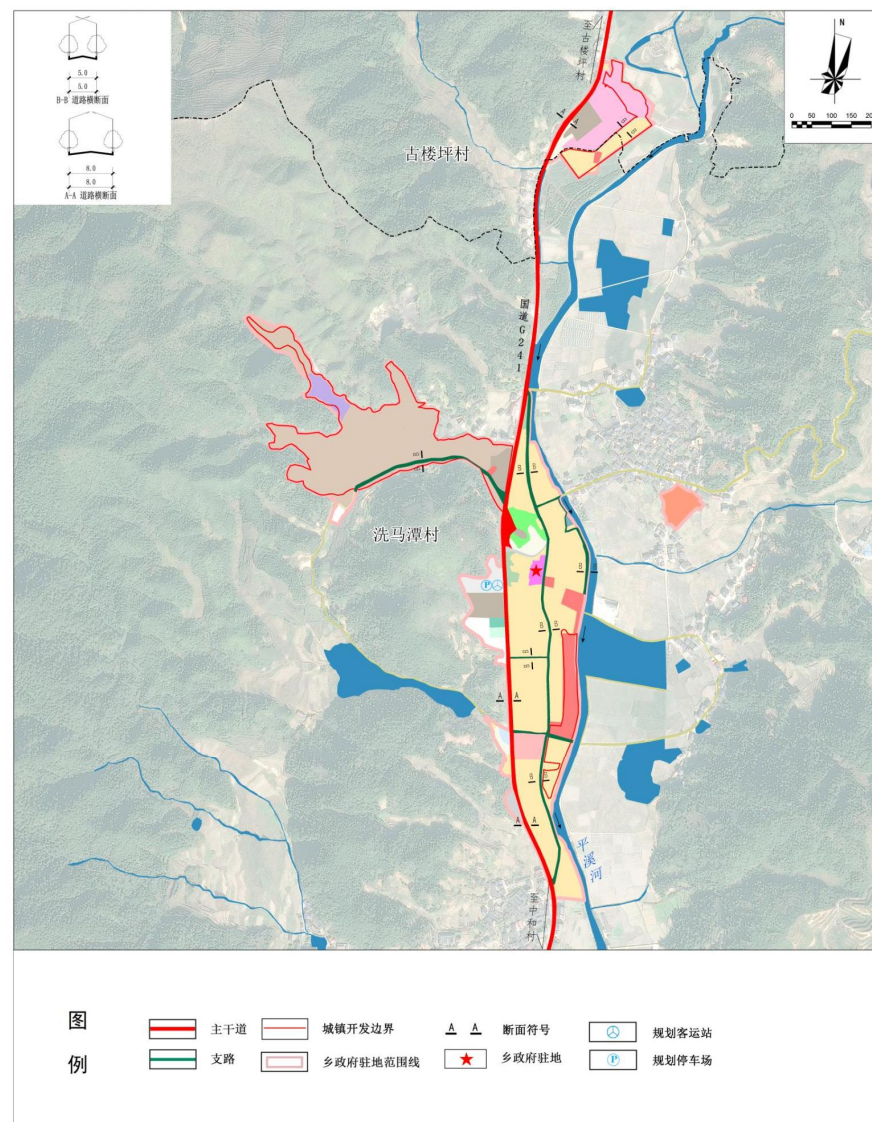 5.0
5.0
B-B 道路横断面
8.0
8.0
A-A 道路横断面
N
0 50 100 150 200
至古楼坪村
A A
B B
古楼坪村
国道G241
B B
B B
洗马潭村
P
B B
B B
B B
A A
B B
A A
平溪河
至中和村
图例
主干道
城镇开发边界
A A 断面符号
规划客运站
支路
乡政府驻地范围线
乡政府驻地
P 规划停车场